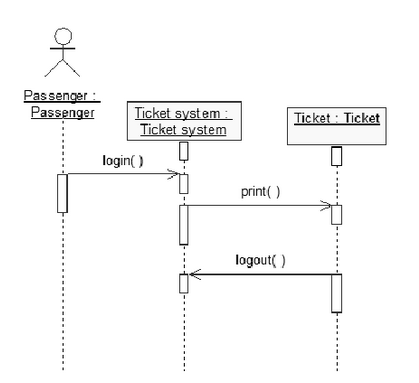 Passenger :
Passenger
Ticket system :
Ticket system
Ticket : Ticket
login( )
print( )
logout( )